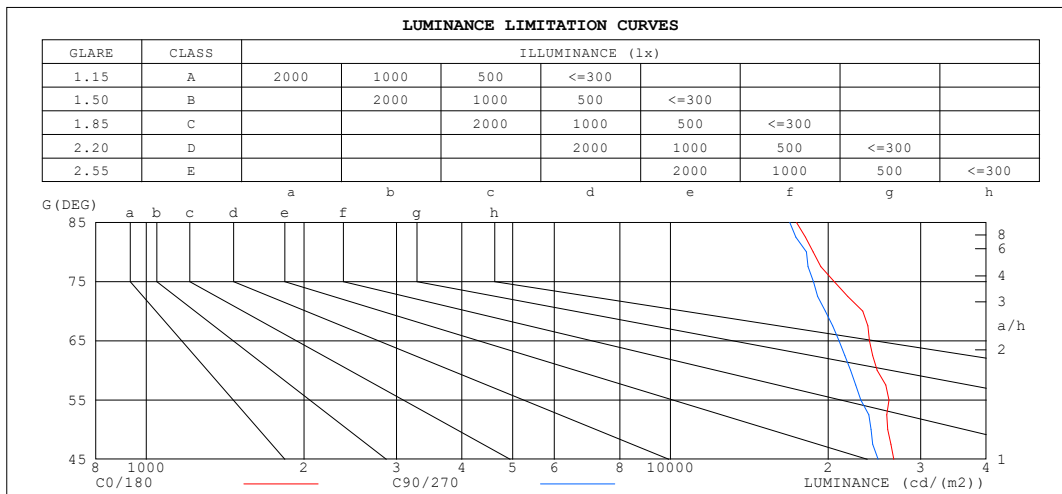 LUMINANCE LIMITATION CURVES
GLARE CLASS ILLUMINANCE (lx)
1.15 A 2000 1000 500 <=300
1.50 B 2000 1000 500 <=300
1.85 C 2000 1000 500 <=300
2.20 D 2000 1000 500 <=300
2.55 E 2000 1000 500 <=300
a b c d e f g h
G(DEG)
a b c d e f g h
85
8
6
75
4
3
a/h
65
2
55
45
1
8 1000 2 3 4 5 6 8 10000 2 3 4
C0/180 C90/270 LUMINANCE (cd/(m2))